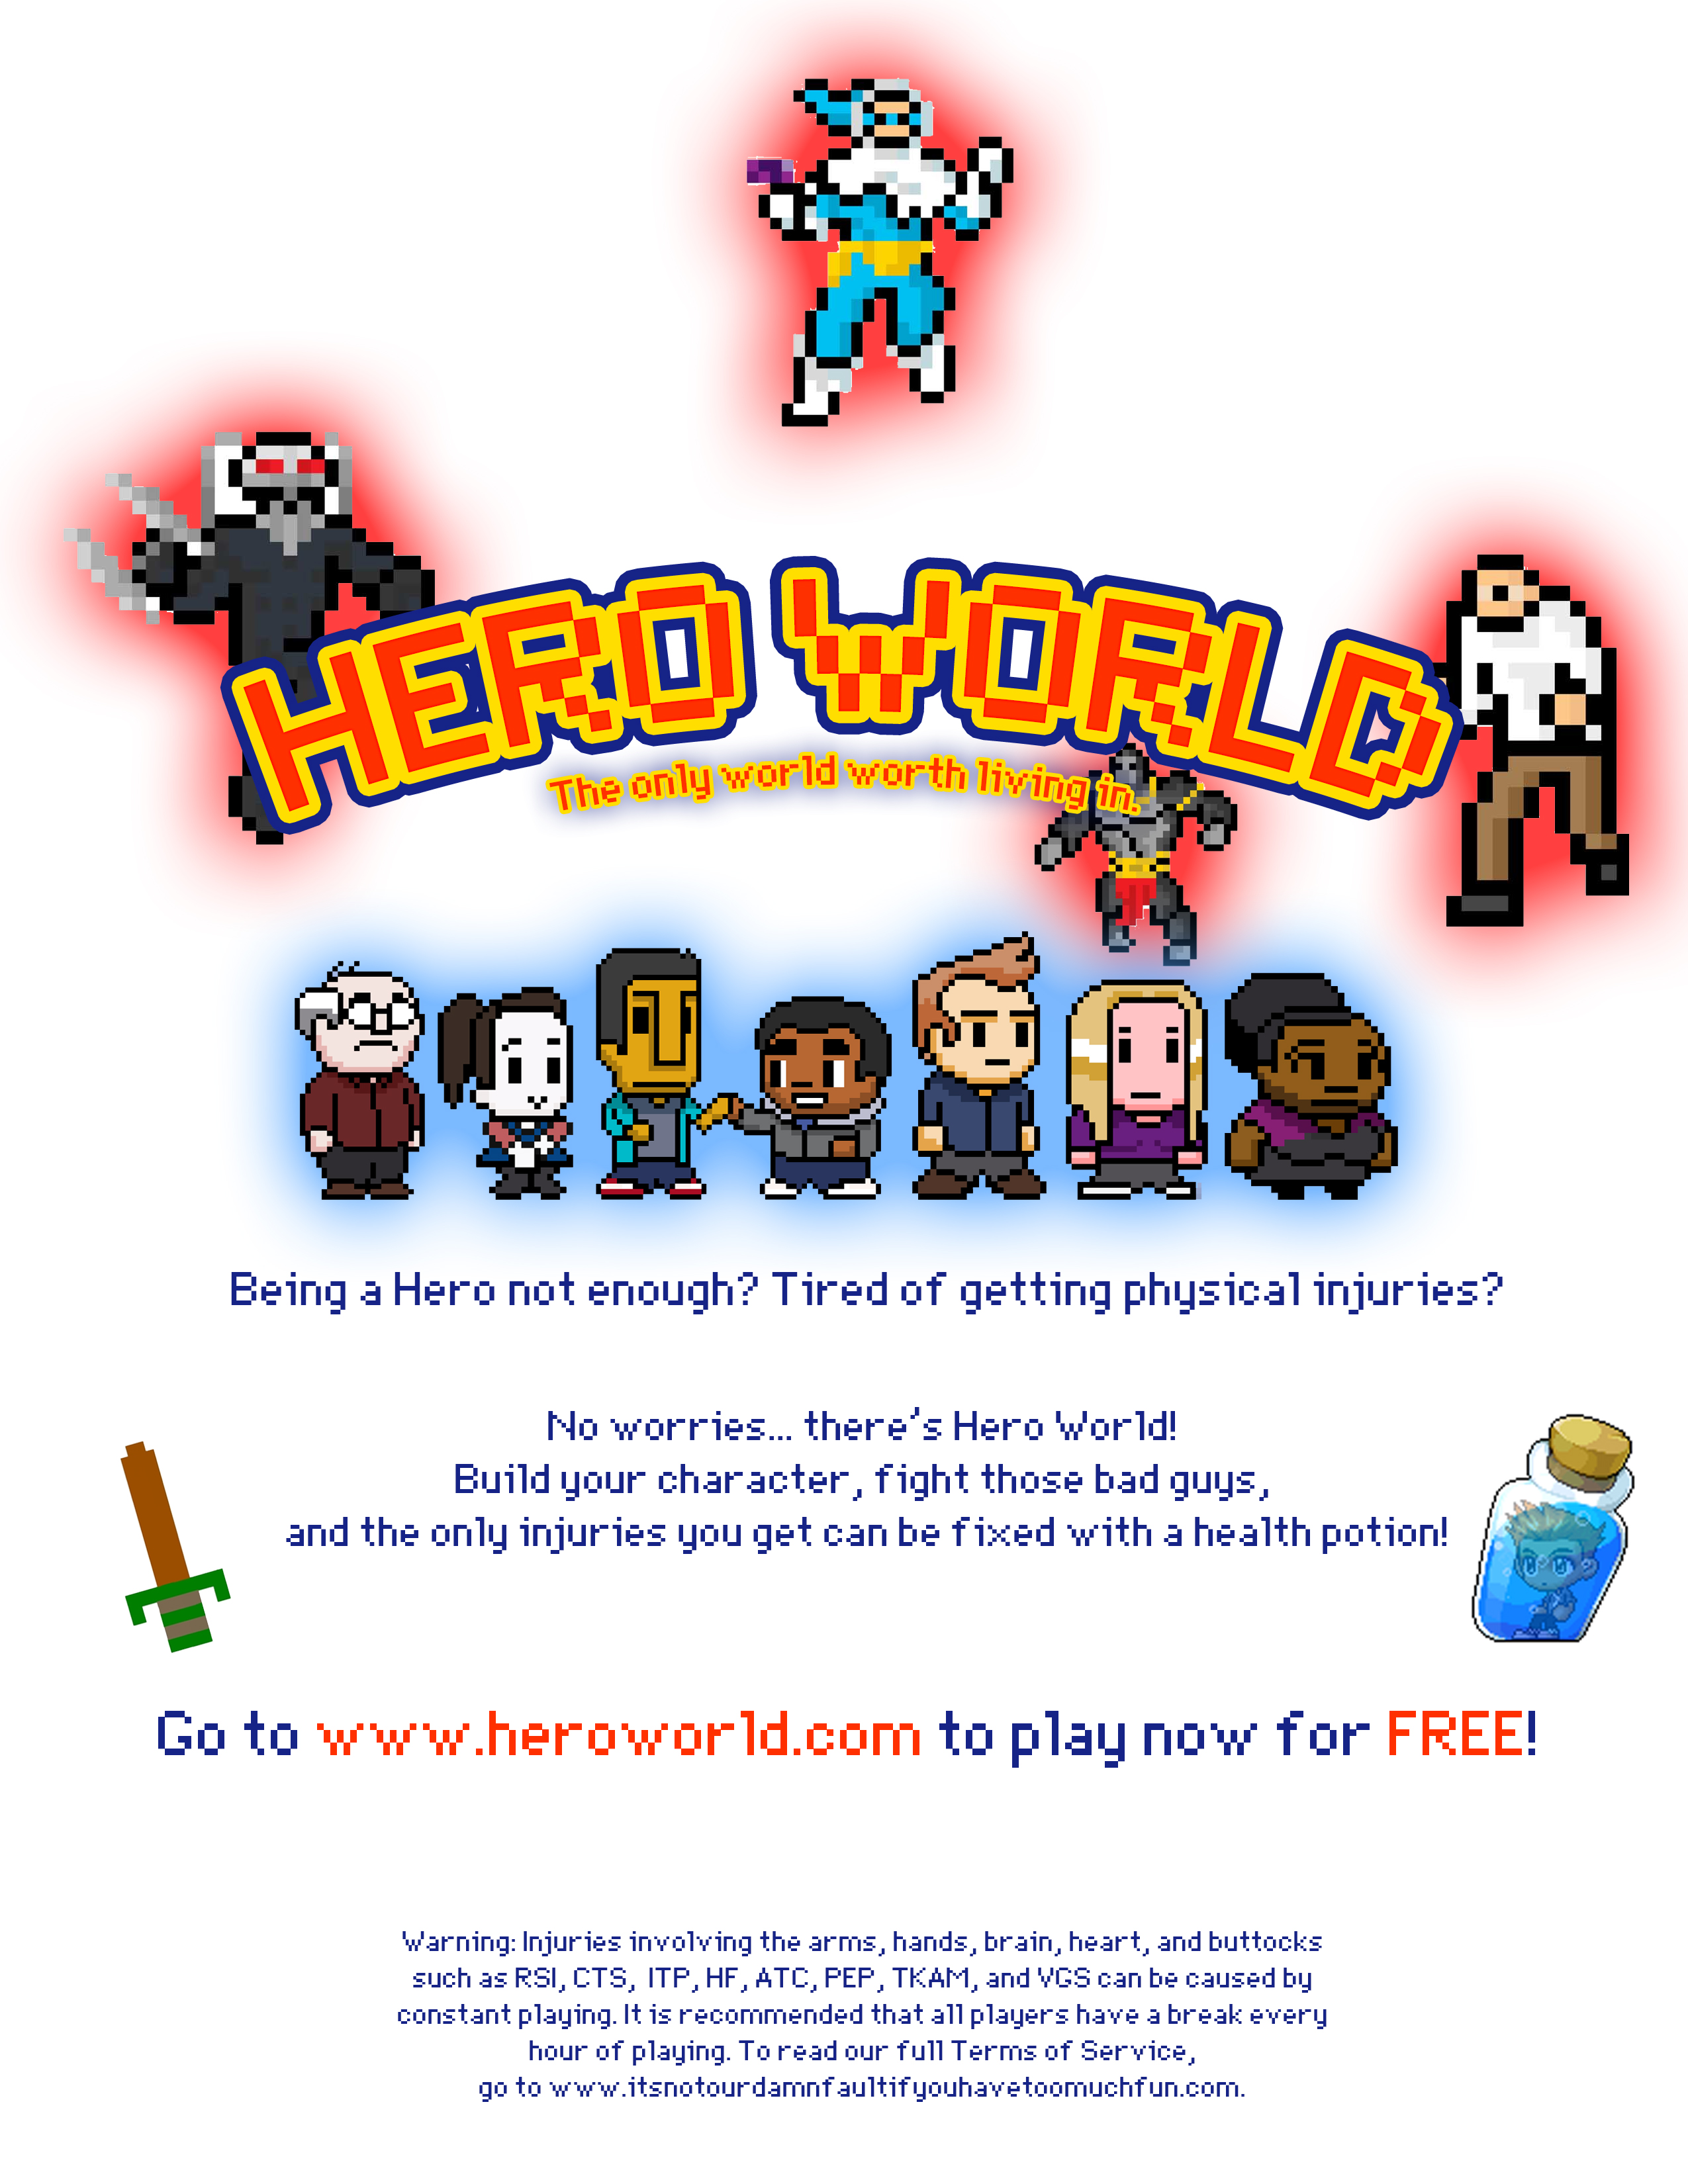 HERO WORLD
The only world worth living in.
Being a Hero not enough? Tired of getting physical injuries?
No worries... there's Hero World!
Build your character, fight those bad guys,
and the only injuries you get can be fixed with a health potion!
Go to www.heroworld.com to play now for FREE!
Warning: Injuries involving the arms, hands, brain, heart, and buttocks
such as RSI, CTS, ITP, HF, ATC, PEP, TKAM, and VGS can be caused by
constant playing. It is recommended that all players have a break every
hour of playing. To read our full Terms of Service,
go to www.itsnotourdamnfaultifyouhavetoomuchfun.com.